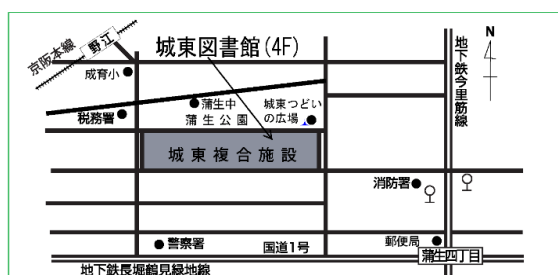 城東図書館(4F)
N
京阪本線
野江
成育小
地下鉄今里筋線
税務署
蒲生中
蒲生公園
城東つどい
の広場
城東複合施設
消防署
警察署
国道1号
郵便局
蒲生四丁目
地下鉄長堀鶴見緑地線